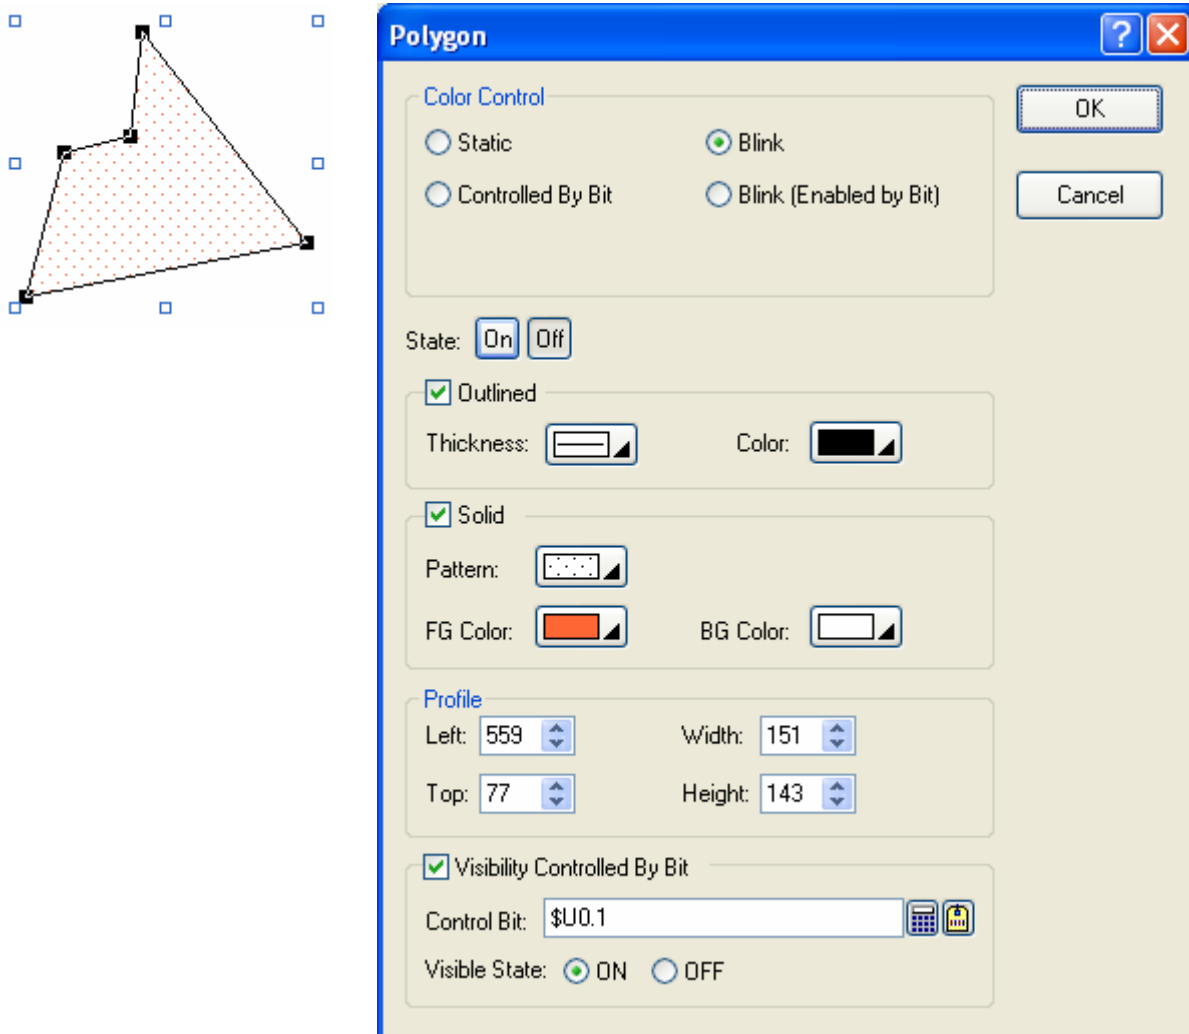 Polygon
Color Control
OK
Static Blink
Controlled By Bit Blink (Enabled by Bit) Cancel
State: On Off
Outlined
Thickness: Color:
Solid
Pattern:
FG Color: BG Color:
Profile
Left: 559 Width: 151
Top: 77 Height: 143
Visibility Controlled By Bit
Control Bit: $U0.1
Visible State: ON OFF